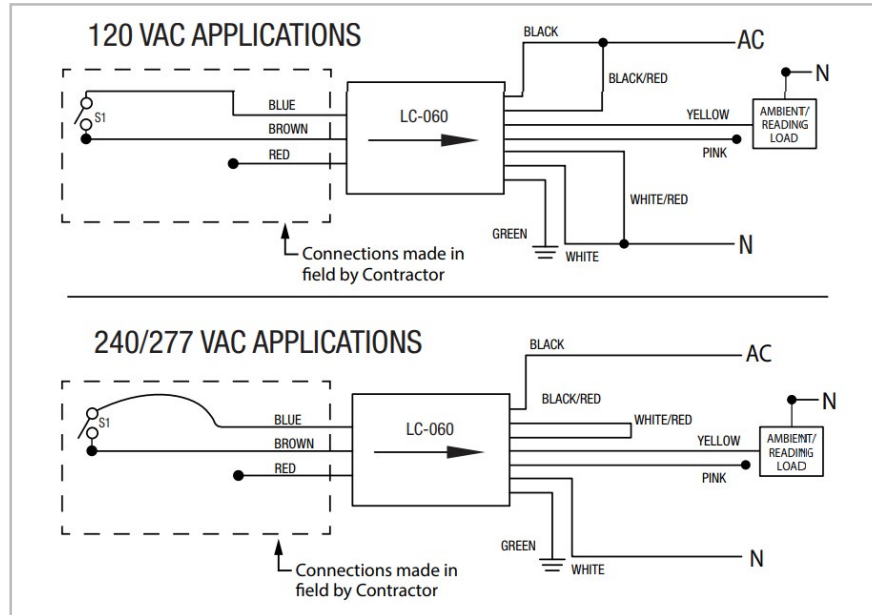 120 VAC APPLICATIONS
BLACK
AC
BLACK/RED
N
S1
BLUE
LC-060
YELLOW
AMBIENT/
READING
LOAD
BROWN
RED
PINK
WHITE/RED
GREEN
WHITE
N
Connections made in
field by Contractor
240/277 VAC APPLICATIONS
BLACK
AC
BLACK/RED
N
S1
BLUE
LC-060
WHITE/RED
YELLOW
AMBIENT/
READING
LOAD
BROWN
RED
PINK
GREEN
WHITE
N
Connections made in
field by Contractor